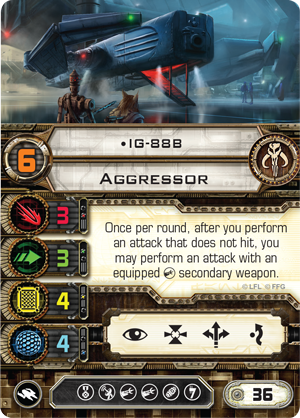 •IG-88B
6
AGGRESSOR
3
Once per round, after you perform
an attack that does not hit, you
may perform an attack with an
equipped secondary weapon.
© LFL © FFG
3
4
4
36